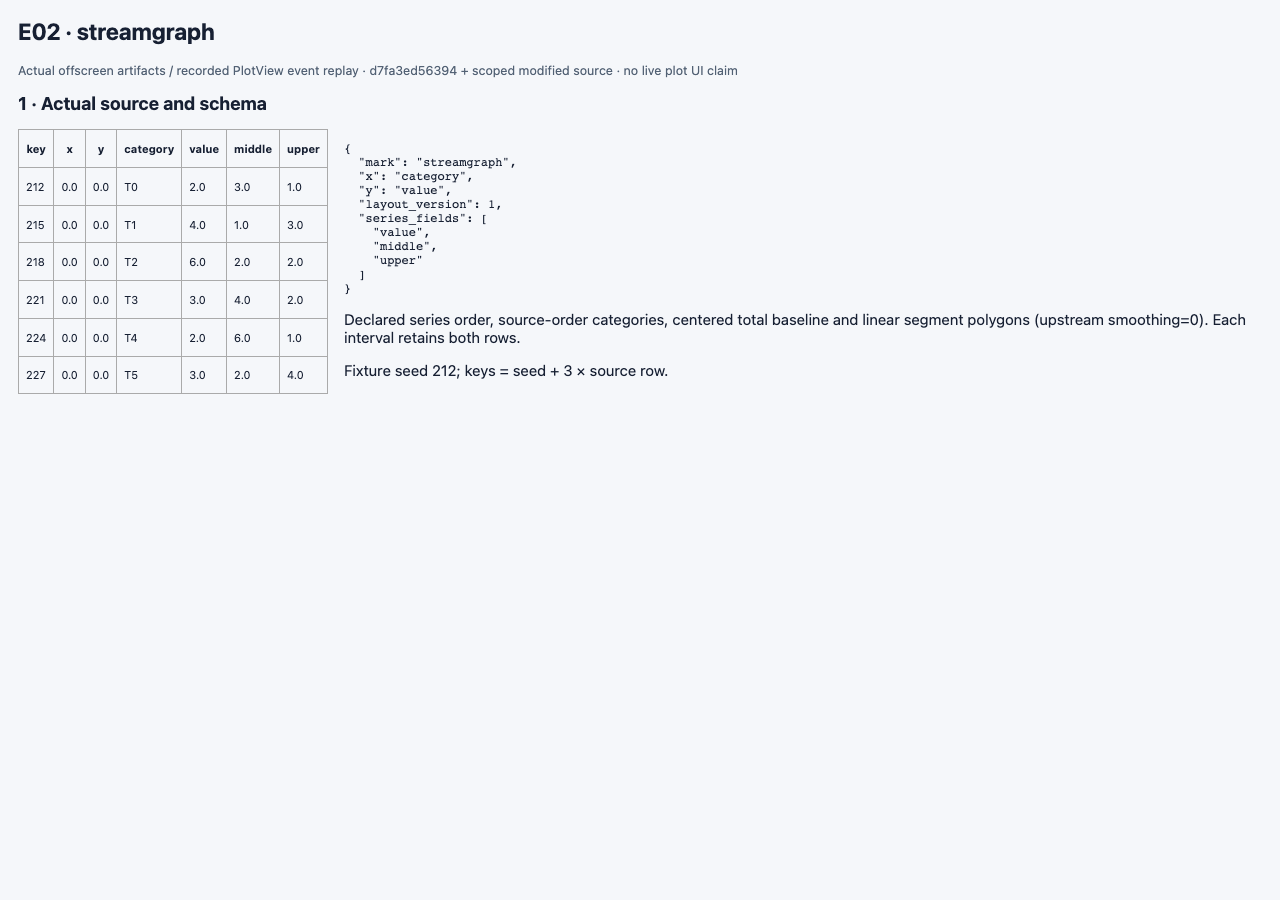 E02 · streamgraph
Actual offscreen artifacts / recorded PlotView event replay · d7fa3ed56394 + scoped modified source · no live plot UI claim
1 · Actual source and schema
key x y category value middle upper
212 0.0 0.0 T0 2.0 3.0 1.0
215 0.0 0.0 T1 4.0 1.0 3.0
218 0.0 0.0 T2 6.0 2.0 2.0
221 0.0 0.0 T3 3.0 4.0 2.0
224 0.0 0.0 T4 2.0 6.0 1.0
227 0.0 0.0 T5 3.0 2.0 4.0
{
  "mark": "streamgraph",
  "x": "category",
  "y": "value",
  "layout_version": 1,
  "series_fields": [
    "value",
    "middle",
    "upper"
  ]
}
Declared series order, source-order categories, centered total baseline and linear segment polygons (upstream smoothing=0). Each
interval retains both rows.
Fixture seed 212; keys = seed + 3 × source row.